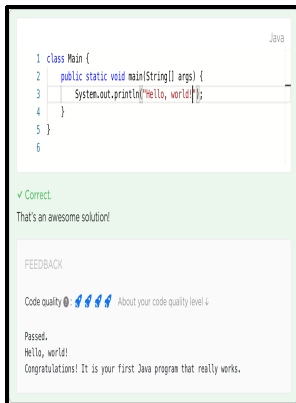 Java
1 class Main {
2 public static void main(String[] args) {
3 System.out.println("Hello, world!");
4 }
5 }
6
✓ Correct.
That's an awesome solution!
FEEDBACK
Code quality ?: About your code quality level ↓
Passed.
Hello, world!
Congratulations! It is your first Java program that really works.